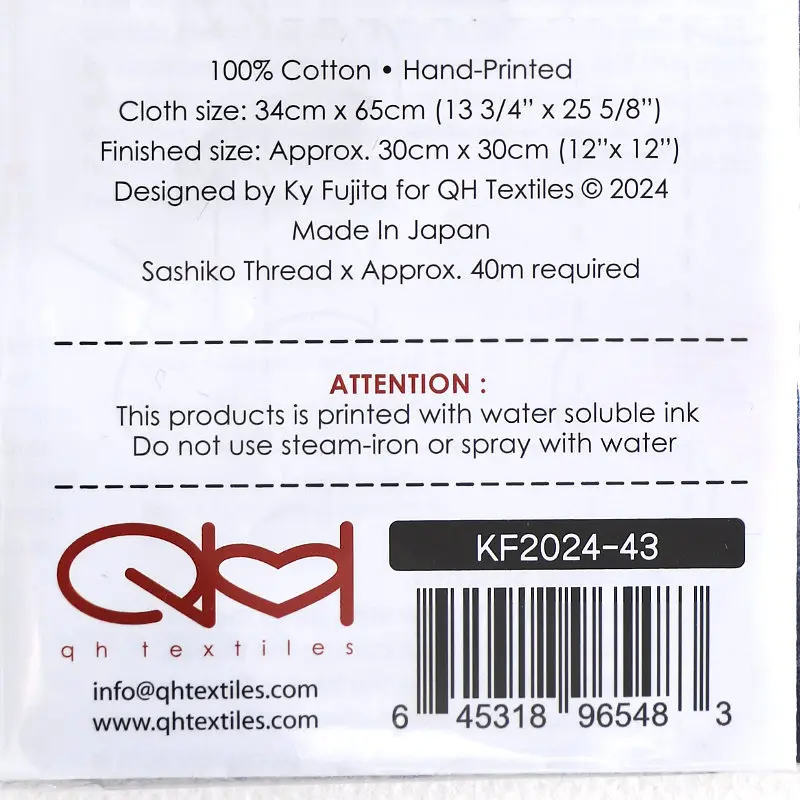 100% Cotton • Hand-Printed
Cloth size: 34cm x 65cm (13 3/4” x 25 5/8”)
Finished size: Approx. 30cm x 30cm (12”x 12”)
Designed by Ky Fujita for QH Textiles © 2024
Made In Japan
Sashiko Thread x Approx. 40m required
ATTENTION :
This products is printed with water soluble ink
Do not use steam-iron or spray with water
QH
qh textiles
info@qhtextiles.com
www.qhtextiles.com
KF2024-43
6 45318 96548 3